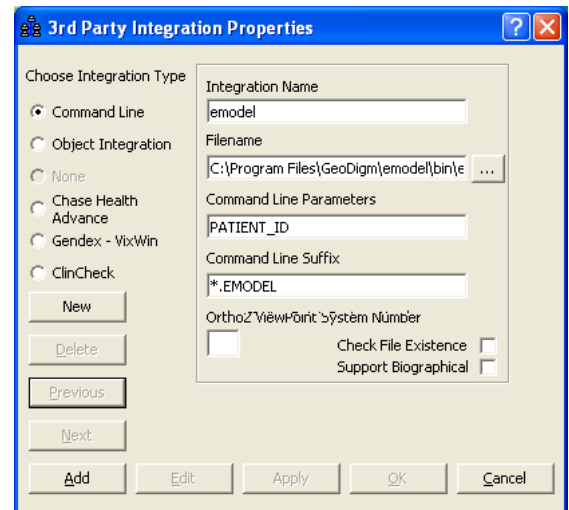 3rd Party Integration Properties
Choose Integration Type
Command Line
Object Integration
None
Chase Health
Advance
Gendex - VixWin
ClinCheck
New
Delete
Previous
Next
Integration Name
emodel
Filename
C:\Program Files\GeoDigm\emodel\bin\e
...
Command Line Parameters
PATIENT_ID
Command Line Suffix
*.EMODEL
System Number
Check File Existence
Support Biographical
Add
Edit
Apply
OK
Cancel